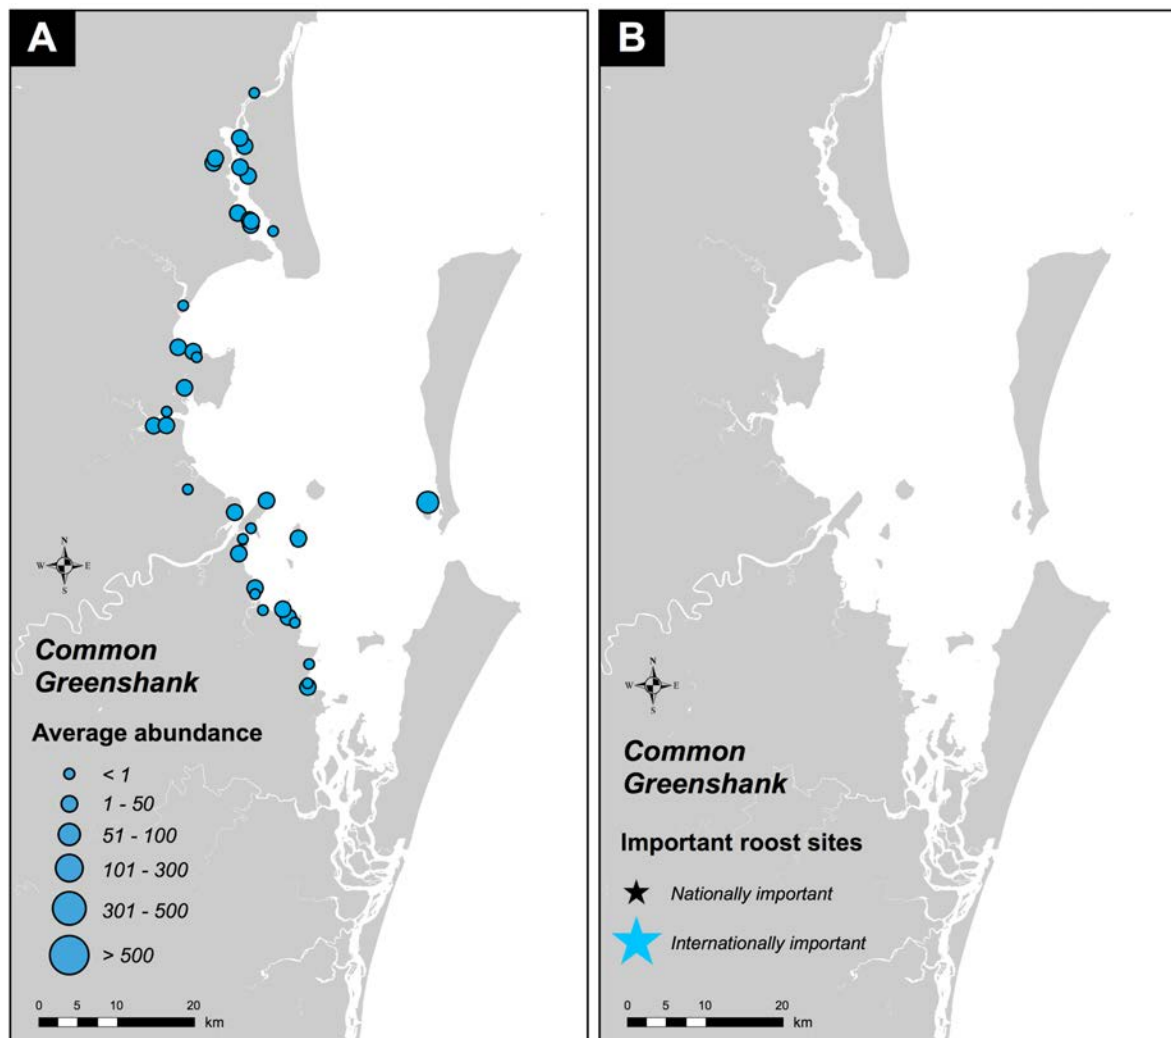 A
N
W E
S
Common
Greenshank
Average abundance
< 1
1 - 50
51 - 100
101 - 300
301 - 500
> 500
0 5 10 20
km
B
N
W E
S
Common
Greenshank
Important roost sites
Nationally important
Internationally important
0 5 10 20
km